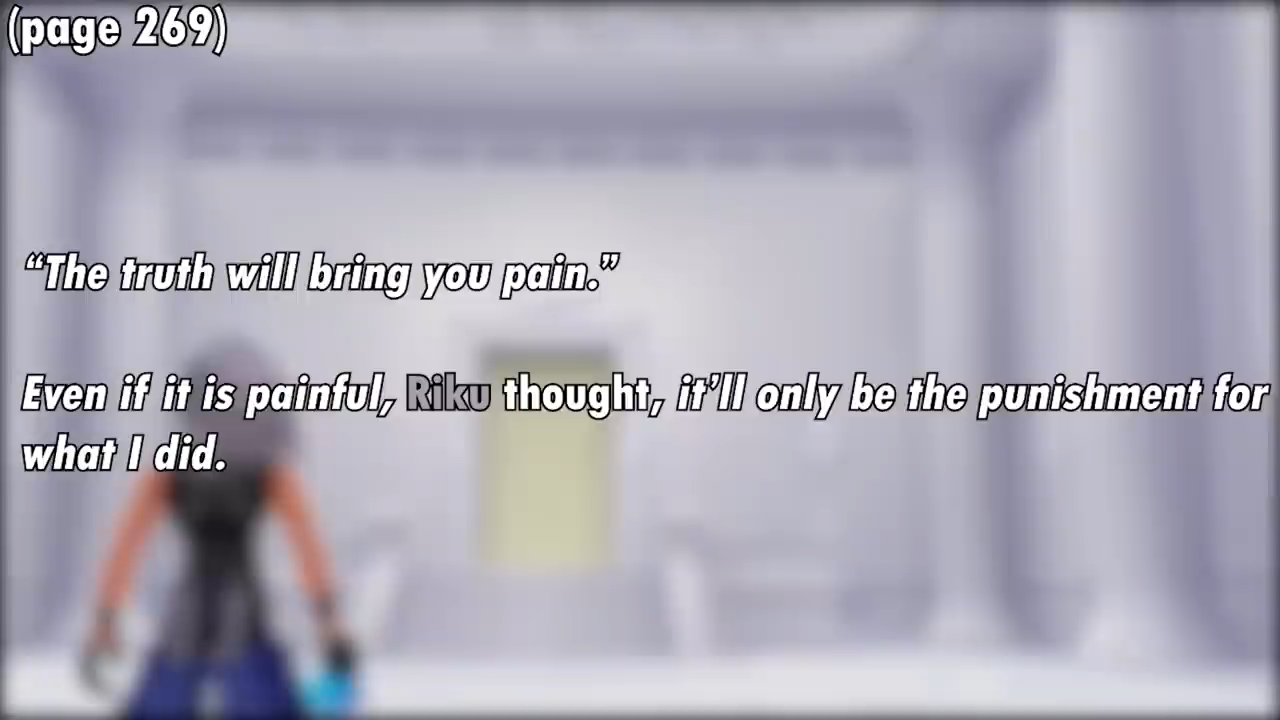 (page 269)
“The truth will bring you pain.”
Even if it is painful, Riku thought, it’ll only be the punishment for
what I did.